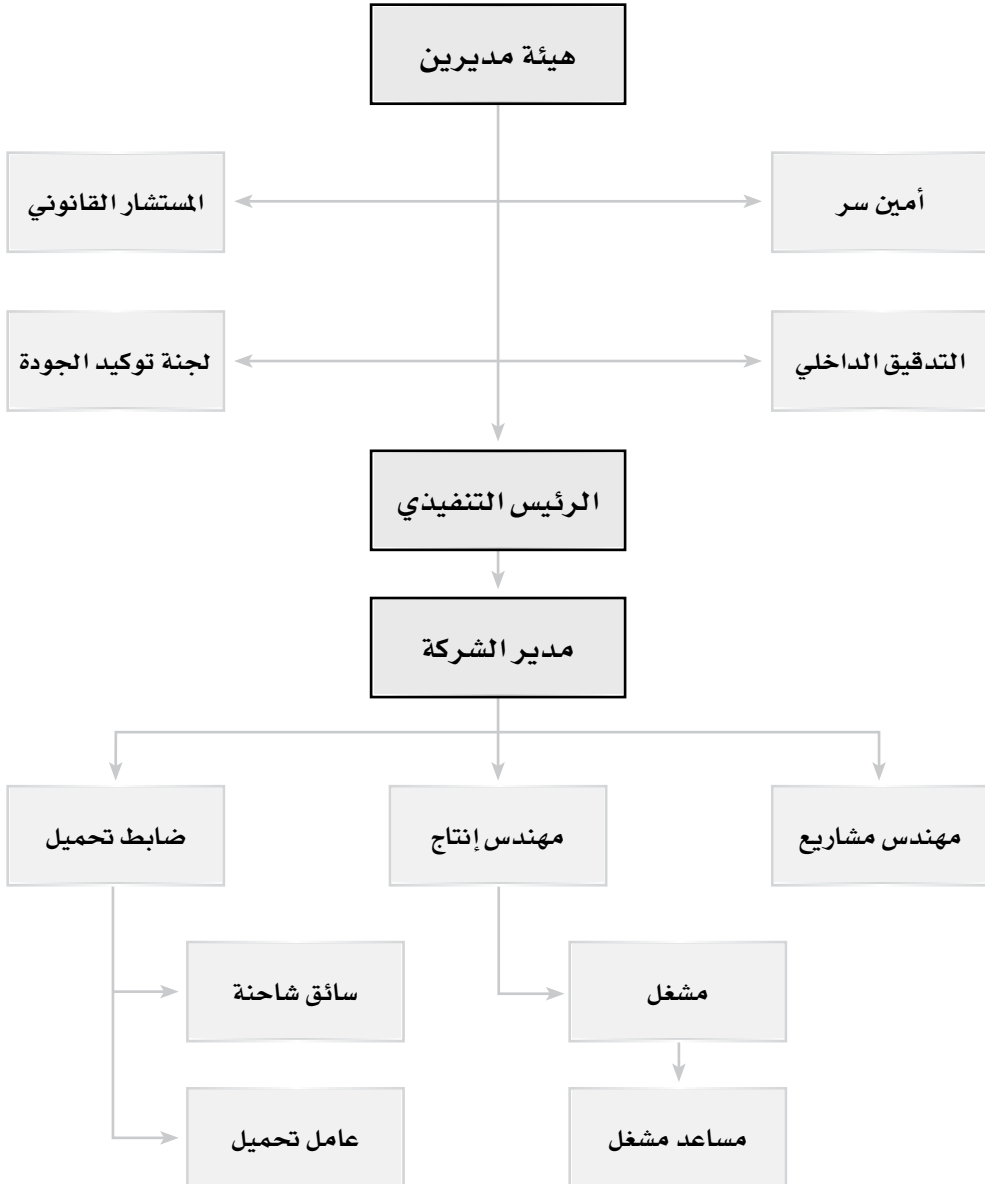 هيئة مديرين
أمين سر
المستشار القانوني
التدقيق الداخلي
لجنة توكيد الجودة
الرئيس التنفيذي
مدير الشركة
مهندس مشاريع
مهندس إنتاج
ضابط تحميل
مشغل
سائق شاحنة
مساعد مشغل
عامل تحميل